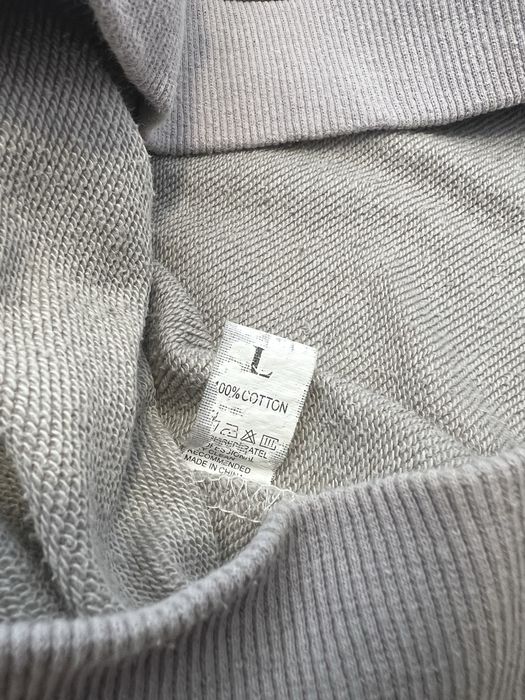 L
100% COTTON
RECOMMENDED
MADE IN CHINA